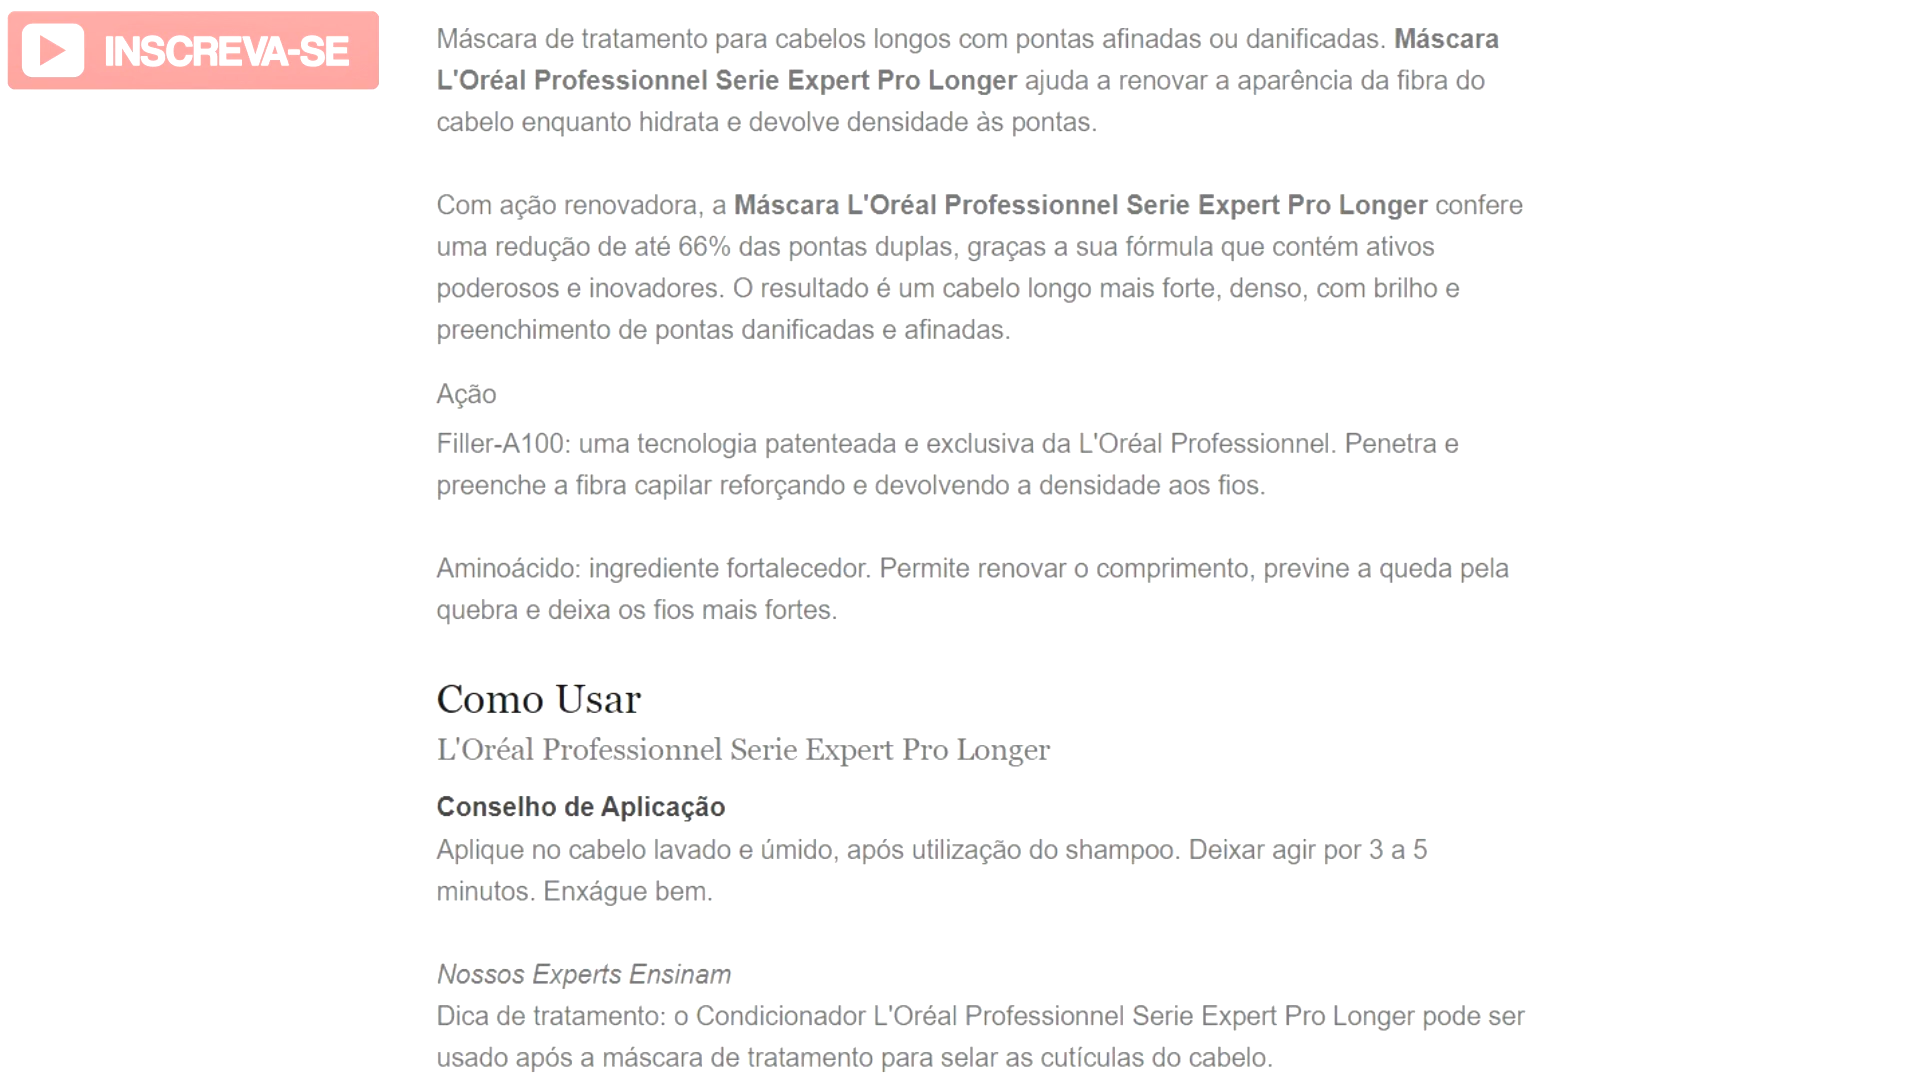 INSCREVA-SE
Máscara de tratamento para cabelos longos com pontas afinadas ou danificadas. Máscara
L'Oréal Professionnel Serie Expert Pro Longer ajuda a renovar a aparência da fibra do
cabelo enquanto hidrata e devolve densidade às pontas.
Com ação renovadora, a Máscara L'Oréal Professionnel Serie Expert Pro Longer confere
uma redução de até 66% das pontas duplas, graças a sua fórmula que contém ativos
poderosos e inovadores. O resultado é um cabelo longo mais forte, denso, com brilho e
preenchimento de pontas danificadas e afinadas.
Ação
Filler-A100: uma tecnologia patenteada e exclusiva da L'Oréal Professionnel. Penetra e
preenche a fibra capilar reforçando e devolvendo a densidade aos fios.
Aminoácido: ingrediente fortalecedor. Permite renovar o comprimento, previne a queda pela
quebra e deixa os fios mais fortes.
Como Usar
L'Oréal Professionnel Serie Expert Pro Longer
Conselho de Aplicação
Aplique no cabelo lavado e úmido, após utilização do shampoo. Deixar agir por 3 a 5
minutos. Enxágue bem.
Nossos Experts Ensinam
Dica de tratamento: o Condicionador L'Oréal Professionnel Serie Expert Pro Longer pode ser
usado após a máscara de tratamento para selar as cutículas do cabelo.